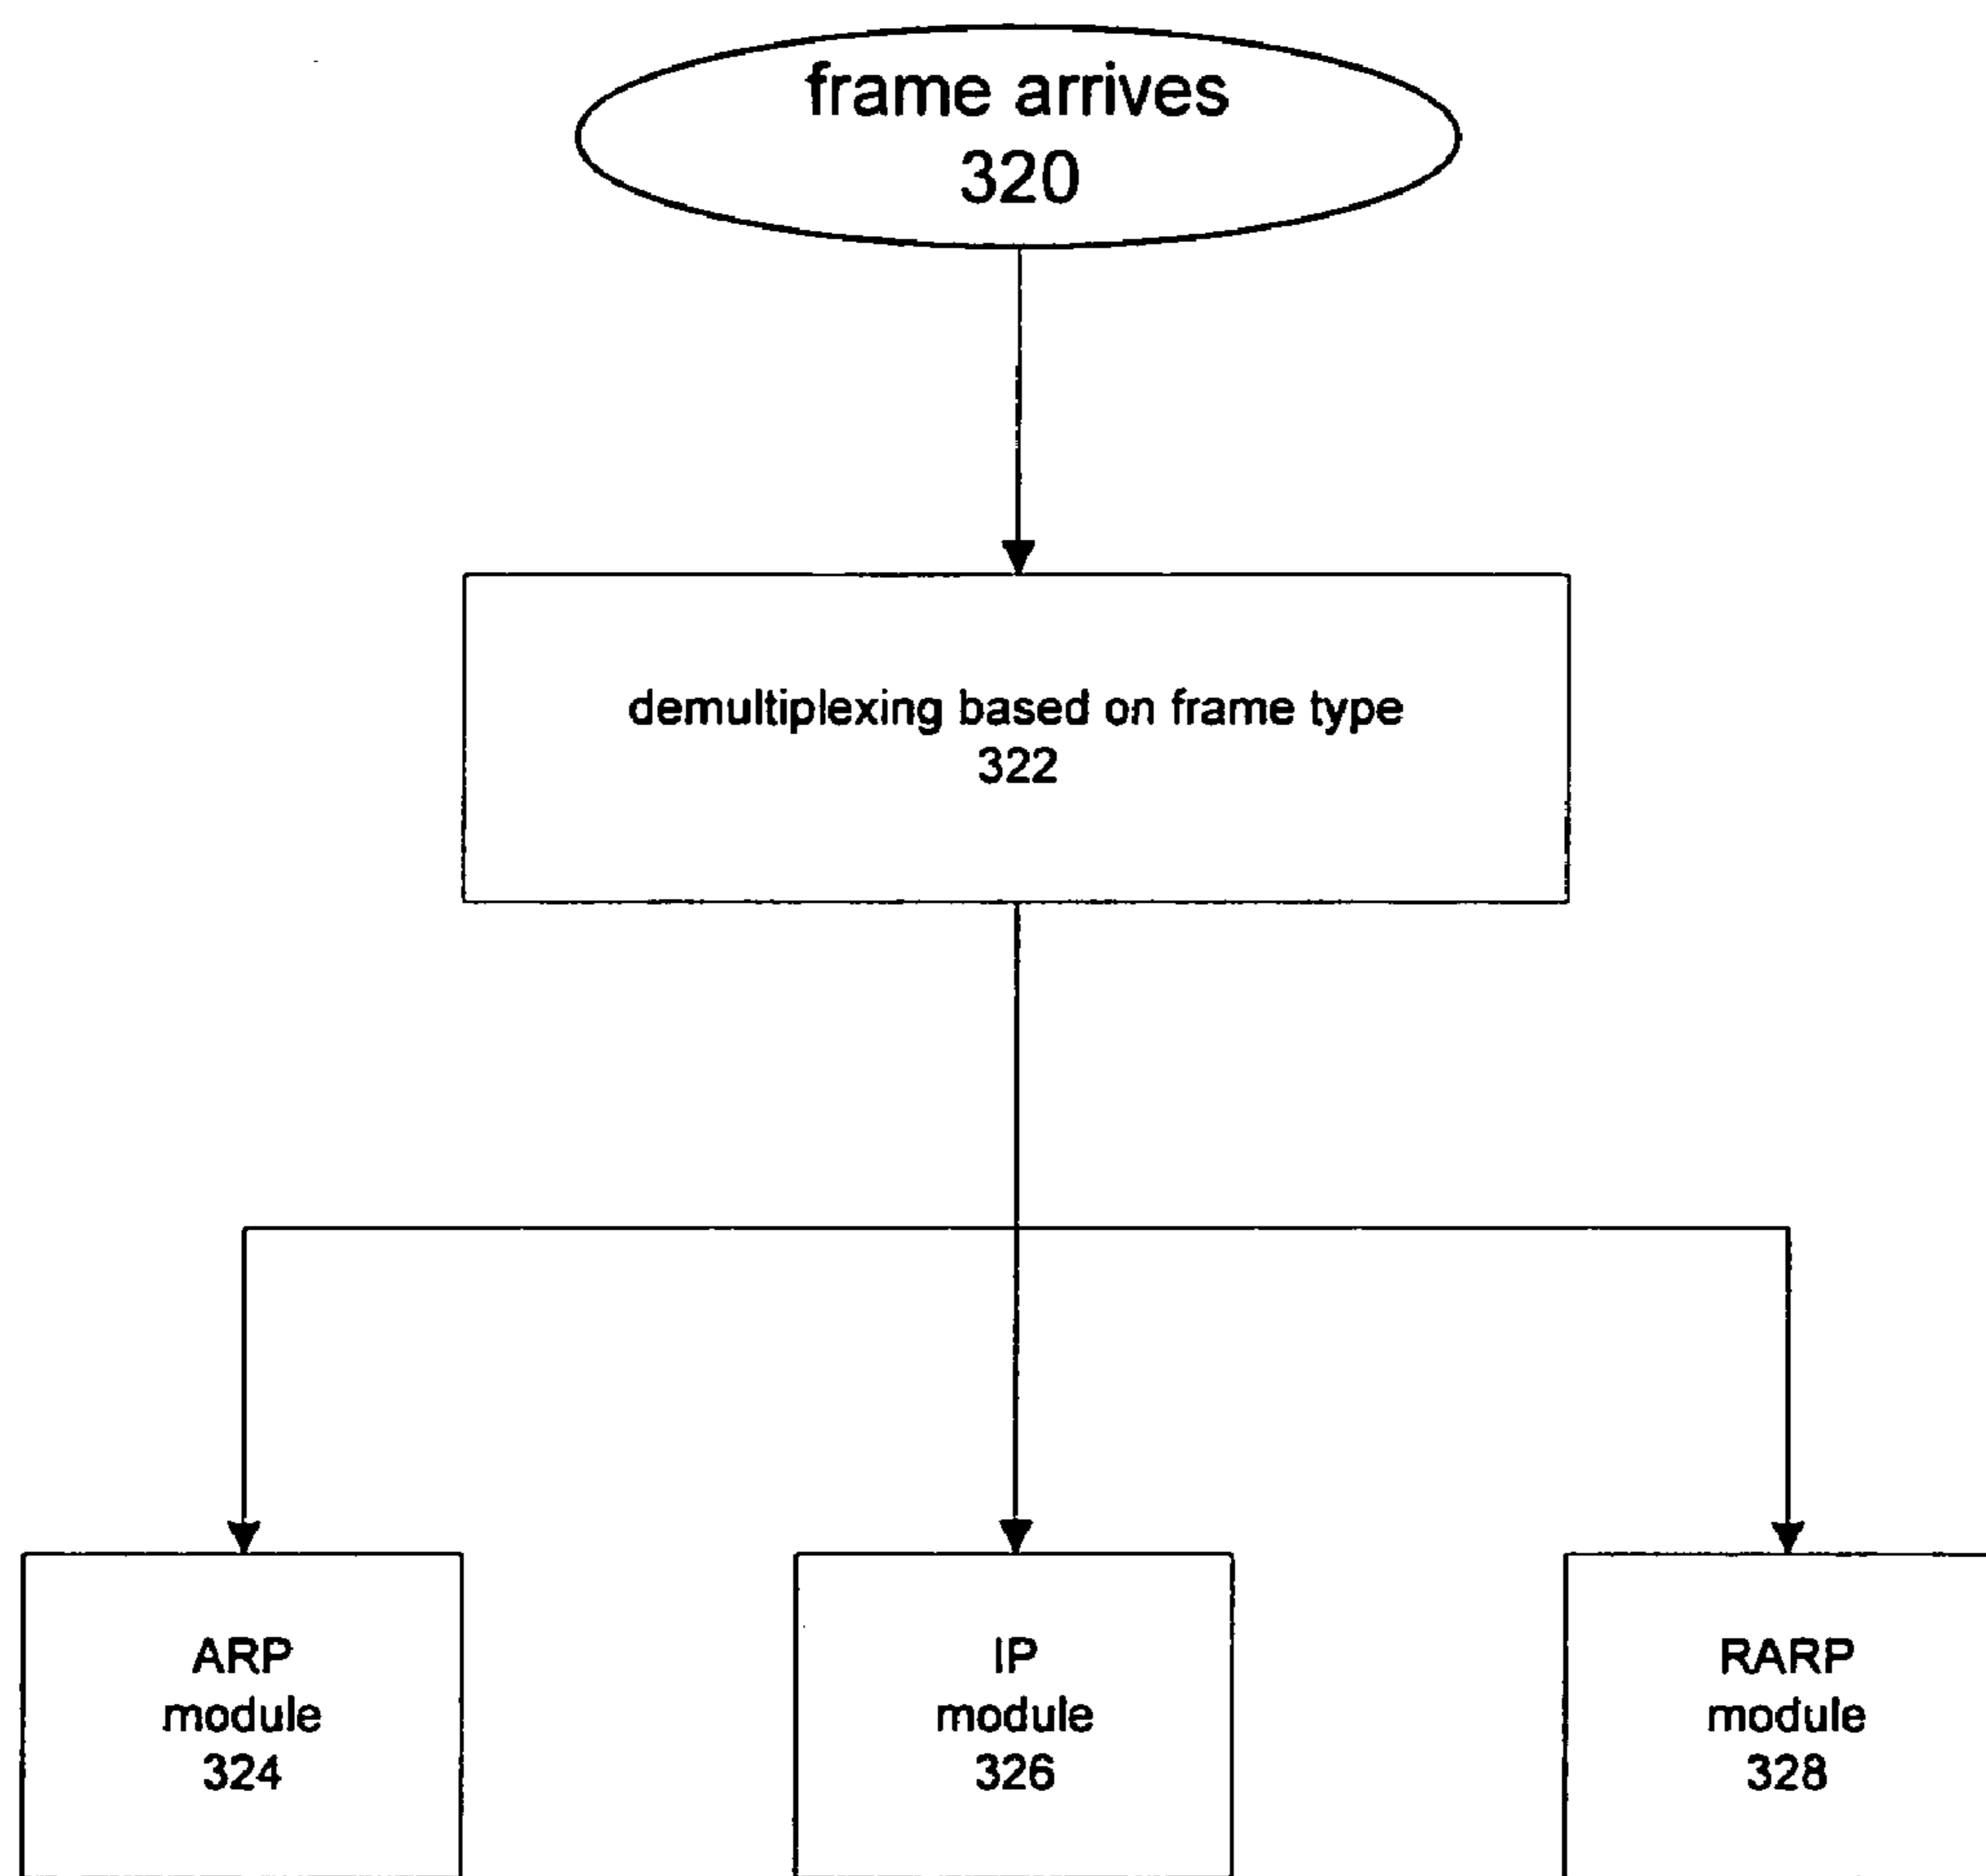 frame arrives
320
demultiplexing based on frame type
322
ARP
module
324
IP
module
326
RARP
module
328